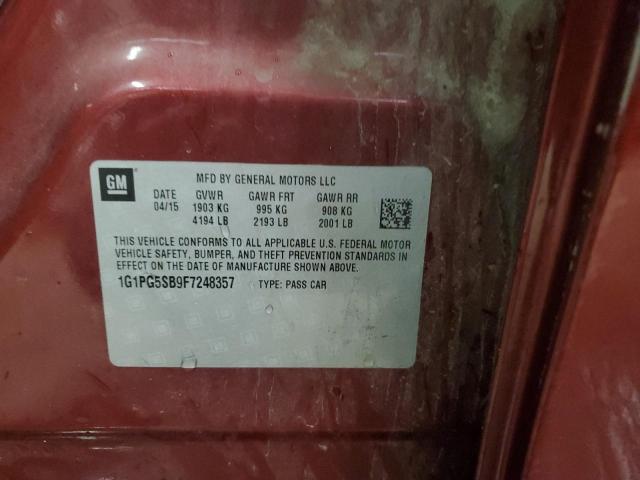 GM
MFD BY GENERAL MOTORS LLC
DATE GVWR GAWR FRT GAWR RR
04/15 1903 KG 995 KG 908 KG
4194 LB 2193 LB 2001 LB
THIS VEHICLE CONFORMS TO ALL APPLICABLE U.S. FEDERAL MOTOR
VEHICLE SAFETY, BUMPER, AND THEFT PREVENTION STANDARDS IN
EFFECT ON THE DATE OF MANUFACTURE SHOWN ABOVE.
1G1PG5SB9F7248357 TYPE: PASS CAR